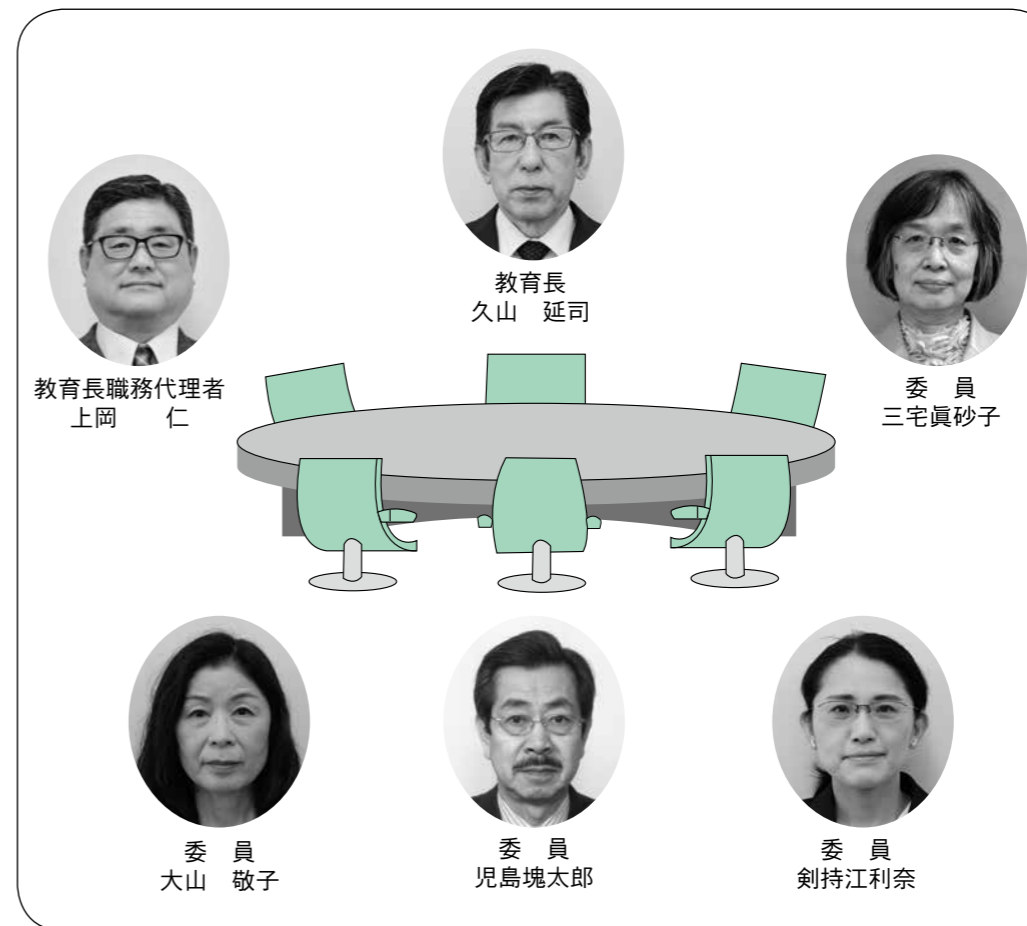 教育長
久山　延司
教育長職務代理者
上岡　　仁
委　員
三宅眞砂子
委　員
大山　敬子
委　員
児島塊太郎
委　員
剣持江利奈